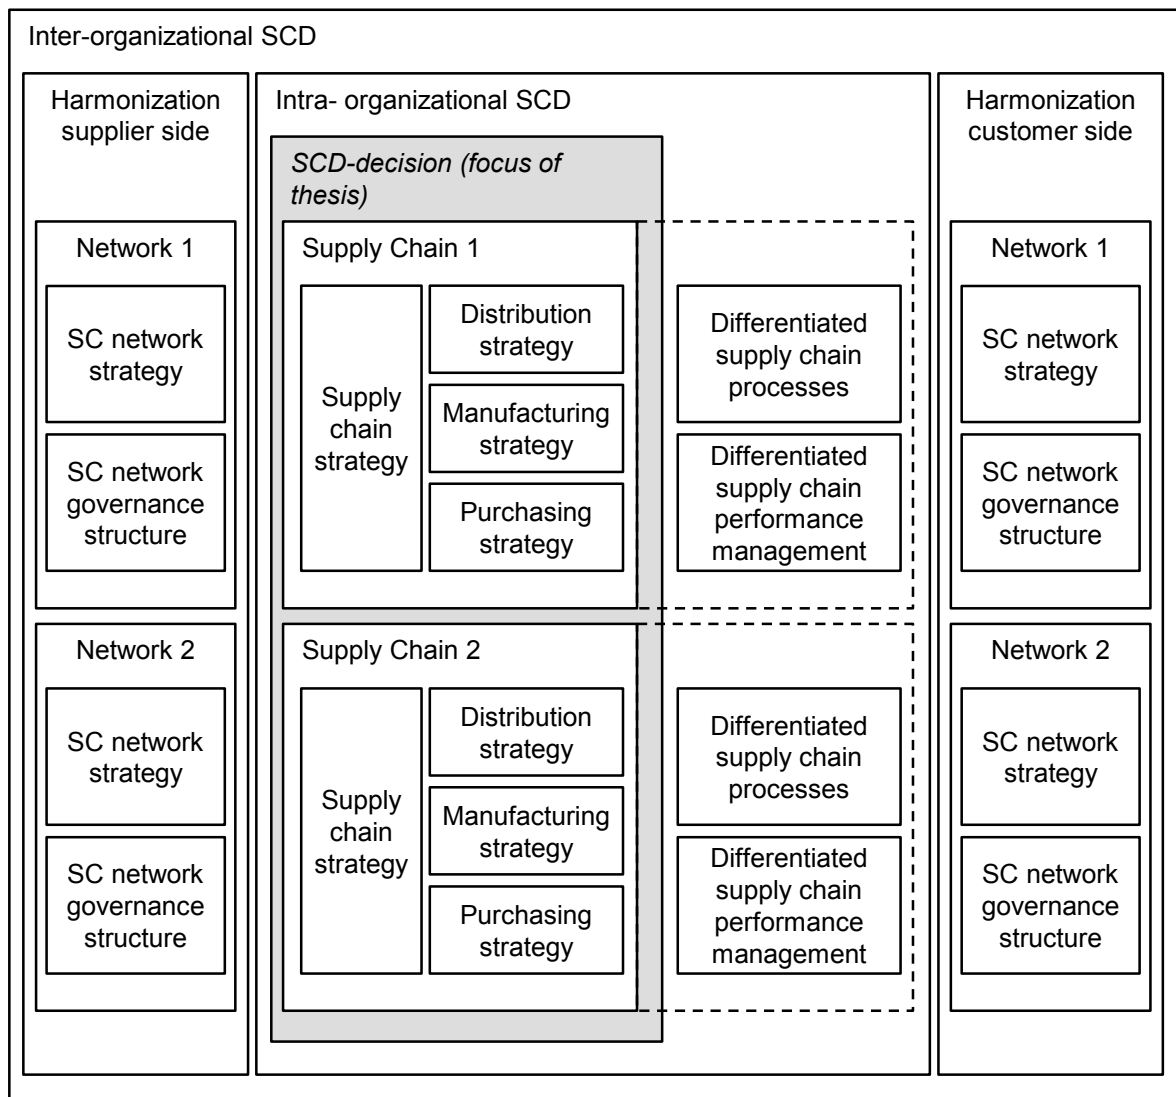 Inter-organizational SCD
Harmonization
supplier side
Network 1
SC network
strategy
SC network
governance
structure
Network 2
SC network
strategy
SC network
governance
structure
Intra- organizational SCD
SCD-decision (focus of
thesis)
Supply Chain 1
Supply
chain
strategy
Distribution
strategy
Manufacturing
strategy
Purchasing
strategy
Differentiated
supply chain
processes
Differentiated
supply chain
performance
management
Supply Chain 2
Supply
chain
strategy
Distribution
strategy
Manufacturing
strategy
Purchasing
strategy
Differentiated
supply chain
processes
Differentiated
supply chain
performance
management
Harmonization
customer side
Network 1
SC network
strategy
SC network
governance
structure
Network 2
SC network
strategy
SC network
governance
structure